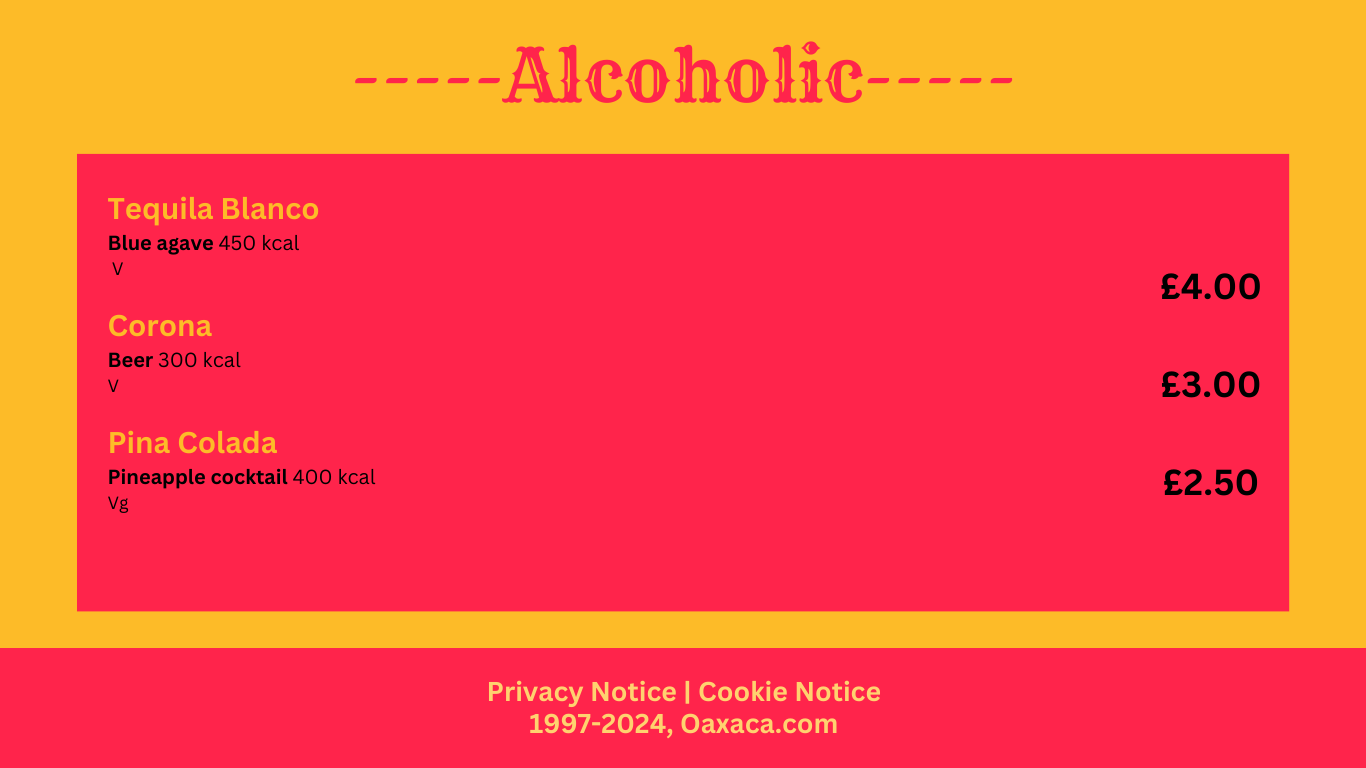 -----Alcoholic-----
Tequila Blanco
Blue agave 450 kcal
V
£4.00
Corona
Beer 300 kcal
V
£3.00
Pina Colada
Pineapple cocktail 400 kcal
Vg
£2.50
Privacy Notice | Cookie Notice
1997-2024, Oaxaca.com